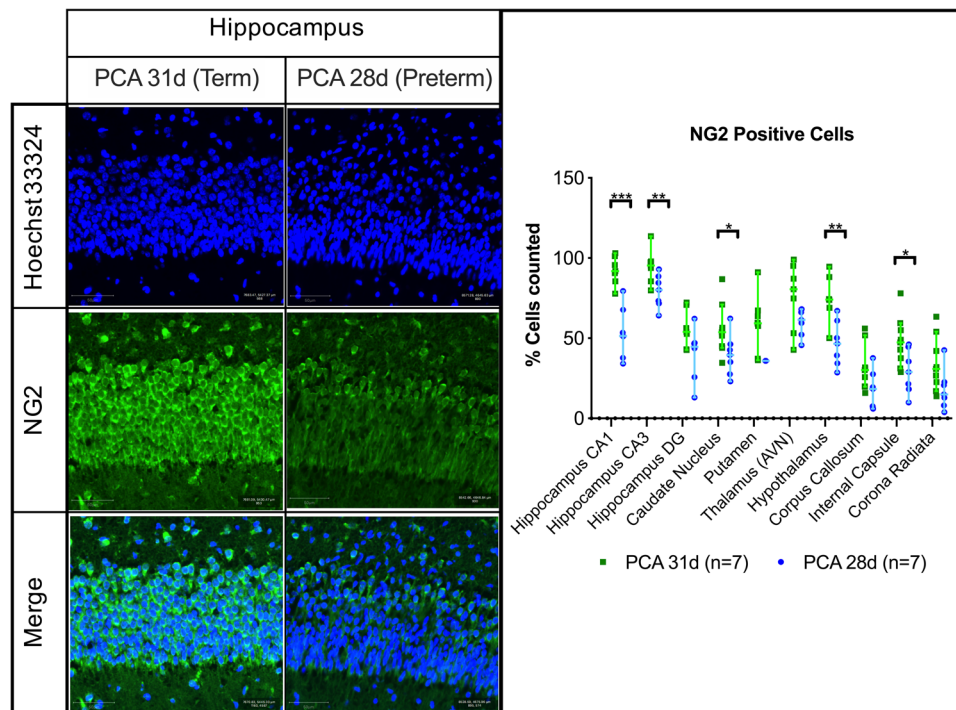 Hippocampus
PCA 31d (Term)
PCA 28d (Preterm)
Hoechst 33324
NG2
Merge
NG2 Positive Cells
% Cells counted
150
100
50
0
***
**
*
**
*
Hippocampus CA1
Hippocampus CA3
Hippocampus DG
Caudate Nucleus
Putamen
Thalamus (AVN)
Hypothalamus
Corpus Callosum
Internal Capsule
Corona Radiata
PCA 31d (n=7)
PCA 28d (n=7)